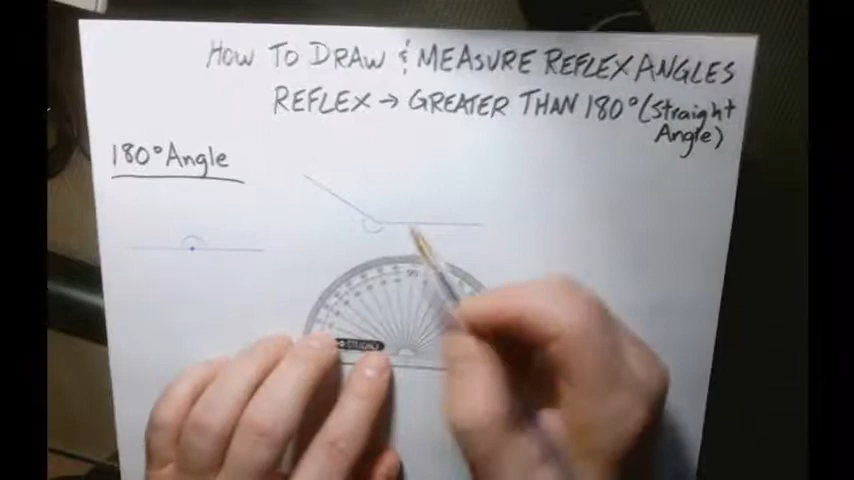 How To DRAW & MEASURE REFLEX ANGLES
REFLEX → GREATER THAN 180° (Straight
Angle)
180° Angle